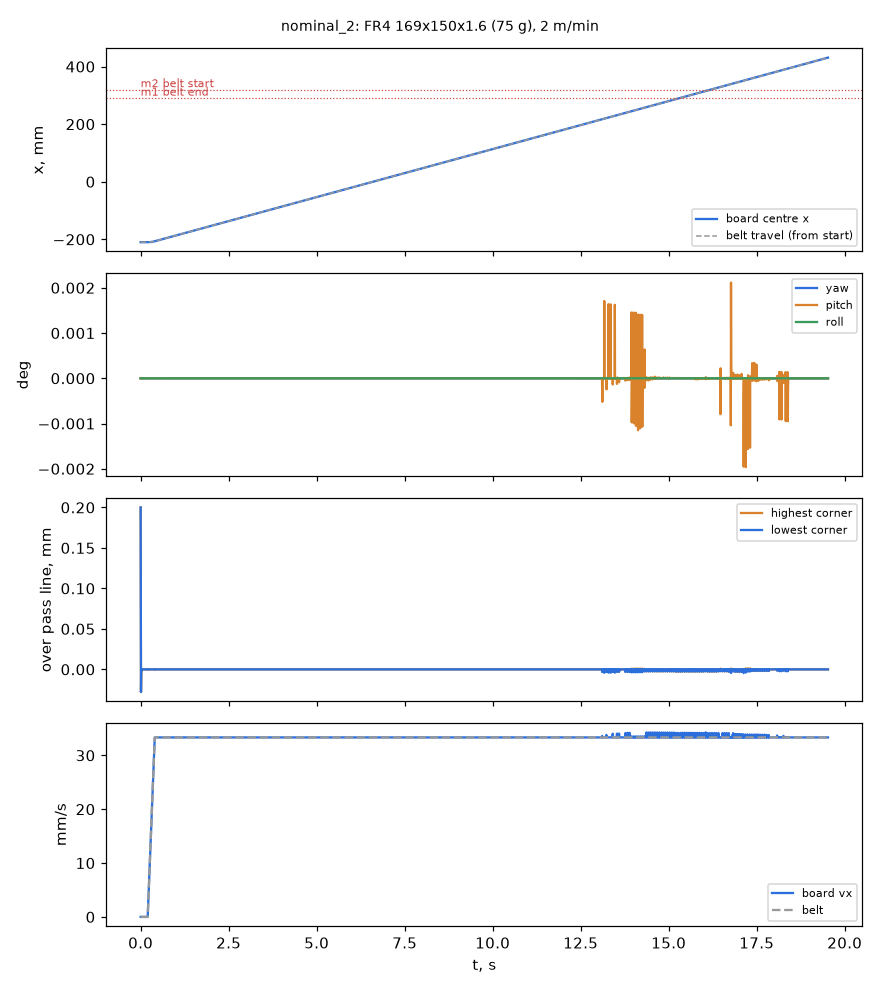 nominal_2: FR4 169x150x1.6 (75 g), 2 m/min
400
200
0
−200
x, mm
m2 belt start
m1 belt end
board centre x
belt travel (from start)
0.002
0.001
0.000
−0.001
−0.002
deg
yaw
pitch
roll
0.20
0.15
0.10
0.05
0.00
over pass line, mm
highest corner
lowest corner
30
20
10
0
mm/s
board vx
belt
0.0 2.5 5.0 7.5 10.0 12.5 15.0 17.5 20.0
t, s